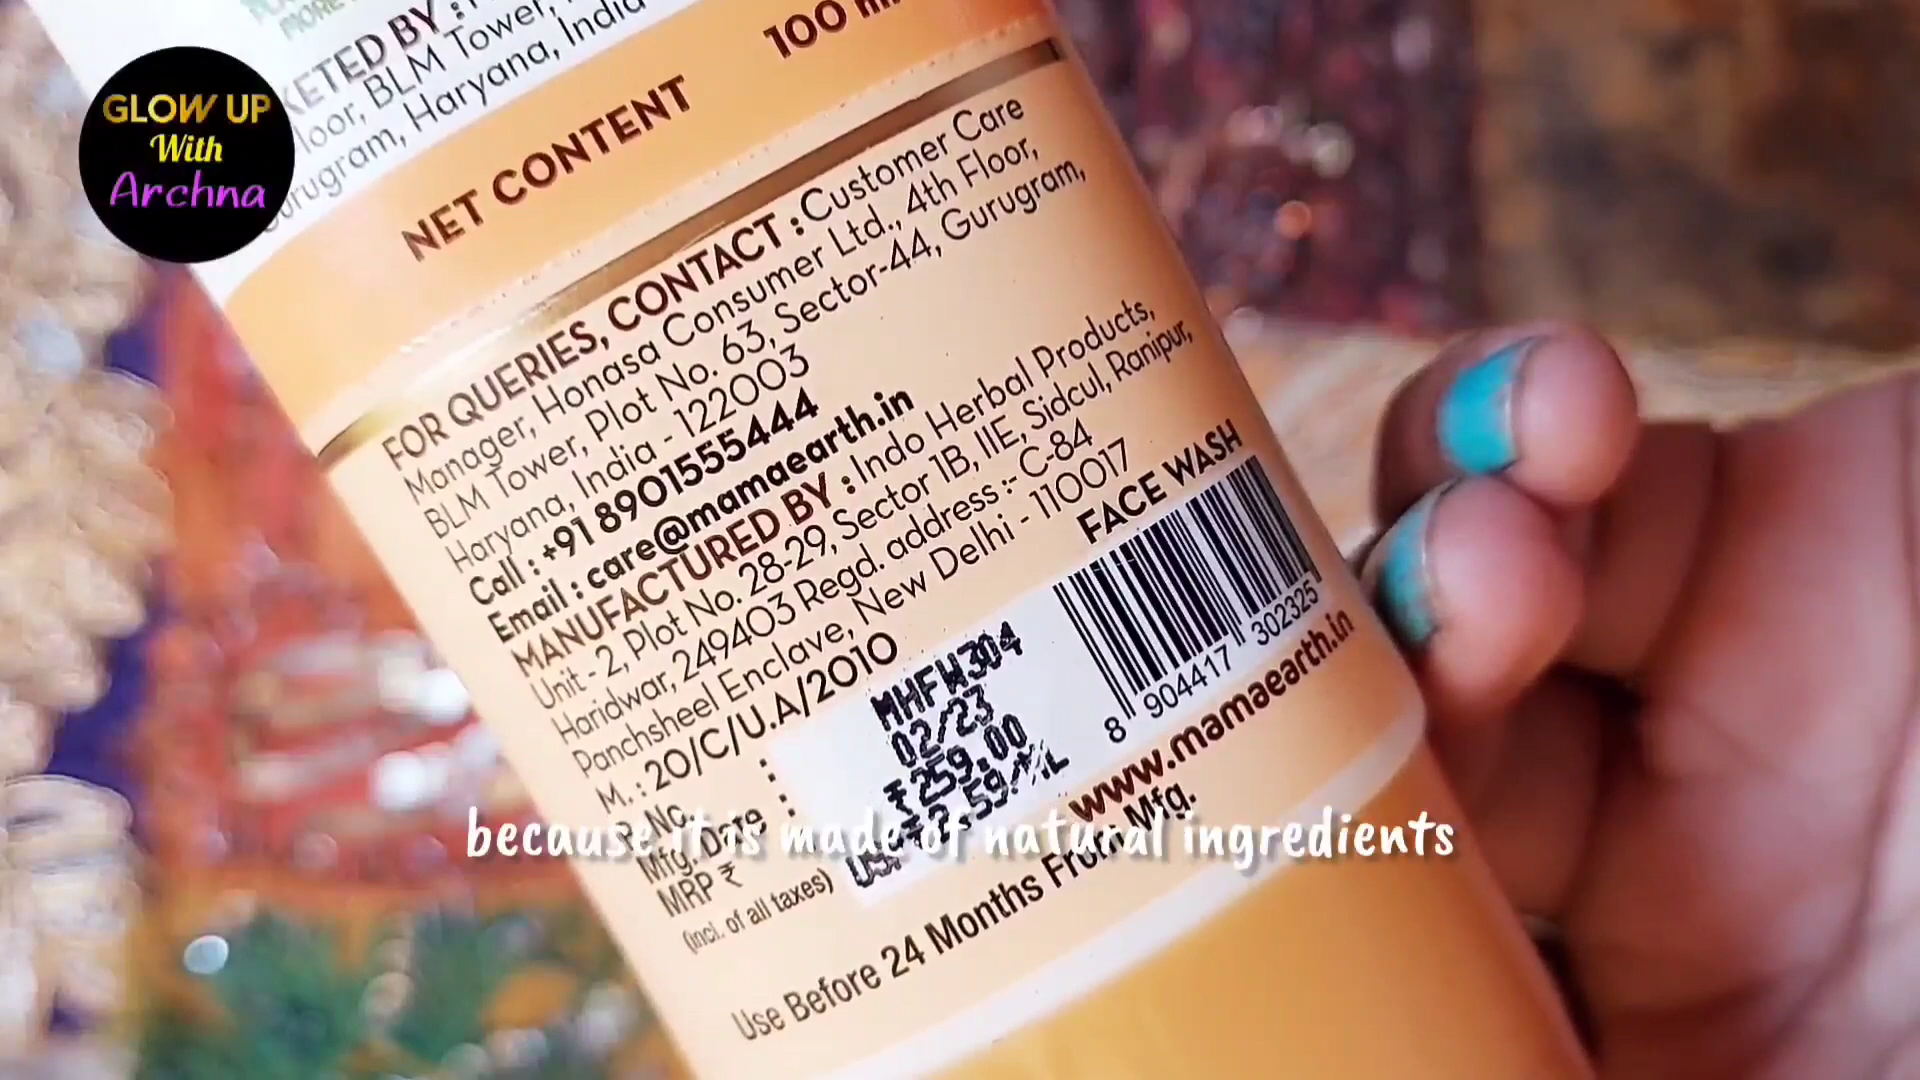 GLOW UP
With
Archna
KETED BY :
loor, BLM Tower,
urugram, Haryana, India
NET CONTENT 100 ml
FOR QUERIES, CONTACT : Customer Care
Manager, Honasa Consumer Ltd., 4th Floor,
BLM Tower, Plot No. 63, Sector-44, Gurugram,
Haryana, India - 122003
Call : +91 8901555444
Email : care@mamaearth.in
MANUFACTURED BY : Indo Herbal Products,
Unit - 2, Plot No. 28-29, Sector 1B, IIE, Sidcul, Ranipur,
Haridwar, 249403 Regd. address :- C-84
Panchsheel Enclave, New Delhi - 110017
M. : 20/C/U.A/2010
FACE WASH
8 904417 302325
www.mamaearth.in
B. No. : MHFW304
Mfg. Date : 02/23
MRP ₹ ₹259.00
(incl. of all taxes)
Use Before 24 Months From Mfg.
because it is made of natural ingredients